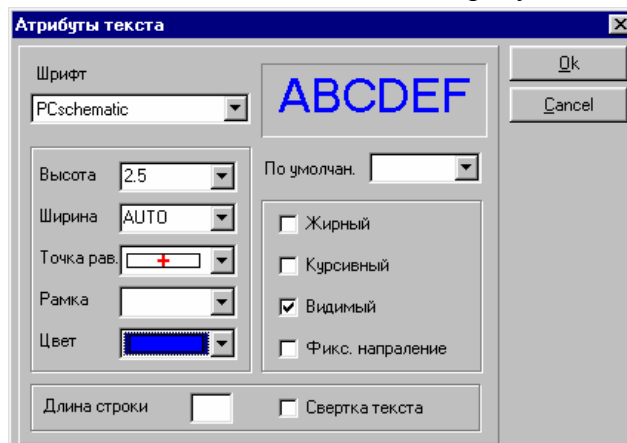 Атрибуты текста
Шрифт
PCschematic
ABCDEF
Ok
Cancel
Высота 2.5
Ширина AUTO
Точка рав.
Рамка
Цвет
По умолчан.
Жирный
Курсивный
Видимый
Фикс. напраление
Длина строки
Свертка текста